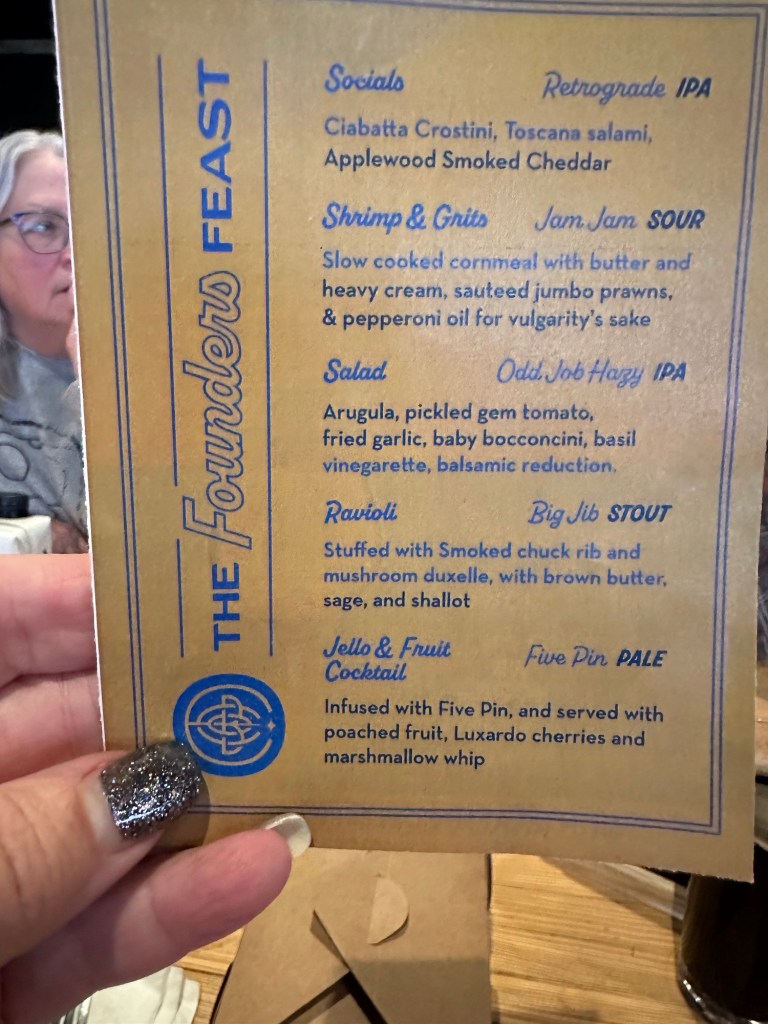 THE Founders FEAST
Socials Retrograde IPA
Ciabatta Crostini, Toscana salami,
Applewood Smoked Cheddar
Shrimp & Grits Jam Jam SOUR
Slow cooked cornmeal with butter and
heavy cream, sauteed jumbo prawns,
& pepperoni oil for vulgarity's sake
Salad Odd Job Hazy IPA
Arugula, pickled gem tomato,
fried garlic, baby bocconcini, basil
vinegarette, balsamic reduction.
Ravioli Big Jib STOUT
Stuffed with Smoked chuck rib and
mushroom duxelle, with brown butter,
sage, and shallot
Jello & Fruit
Cocktail Five Pin PALE
Infused with Five Pin, and served with
poached fruit, Luxardo cherries and
marshmallow whip